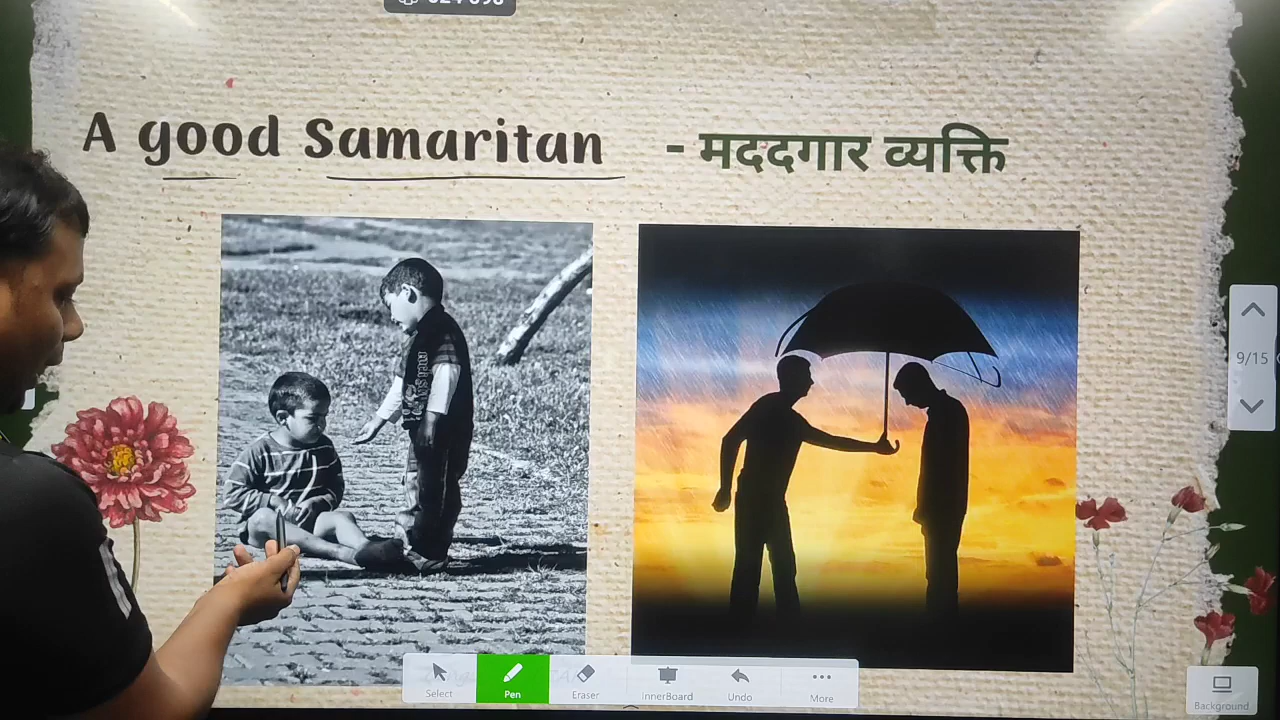 A good Samaritan - मददगार व्यक्ति
9/15
Select Pen Eraser InnerBoard Undo More
Background